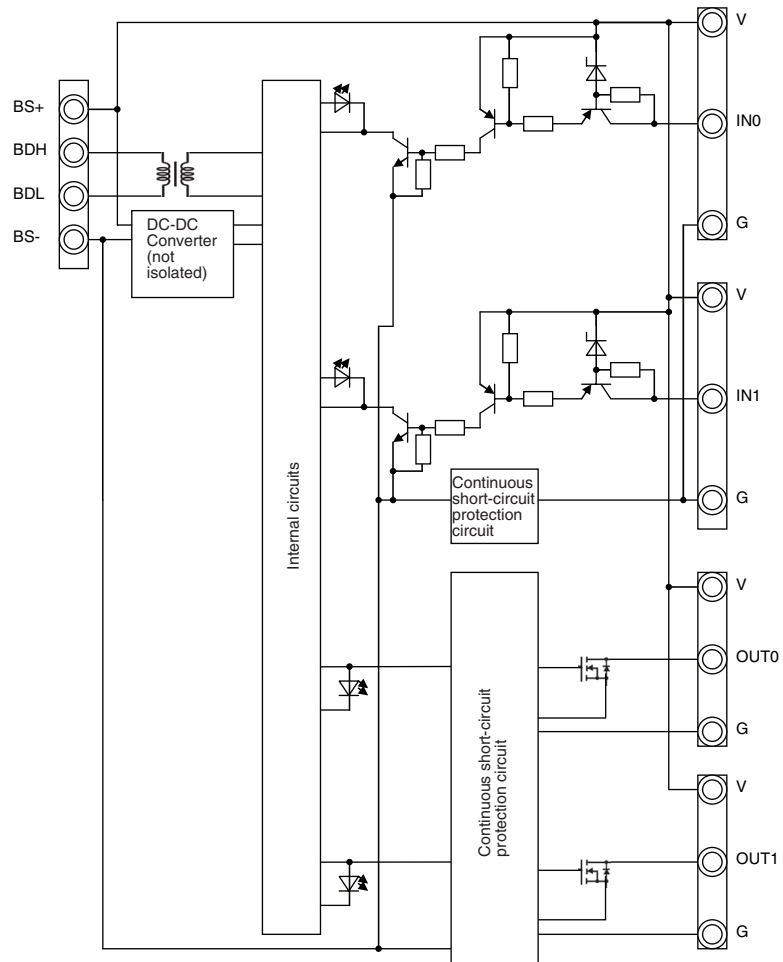 V
BS+
BDH
IN0
BDL
BS-
DC-DC
Converter
(not
isolated)
G
V
IN1
Internal circuits
Continuous
short-circuit
protection
circuit
G
V
OUT0
Continuous short-circuit
protection circuit
G
V
OUT1
G